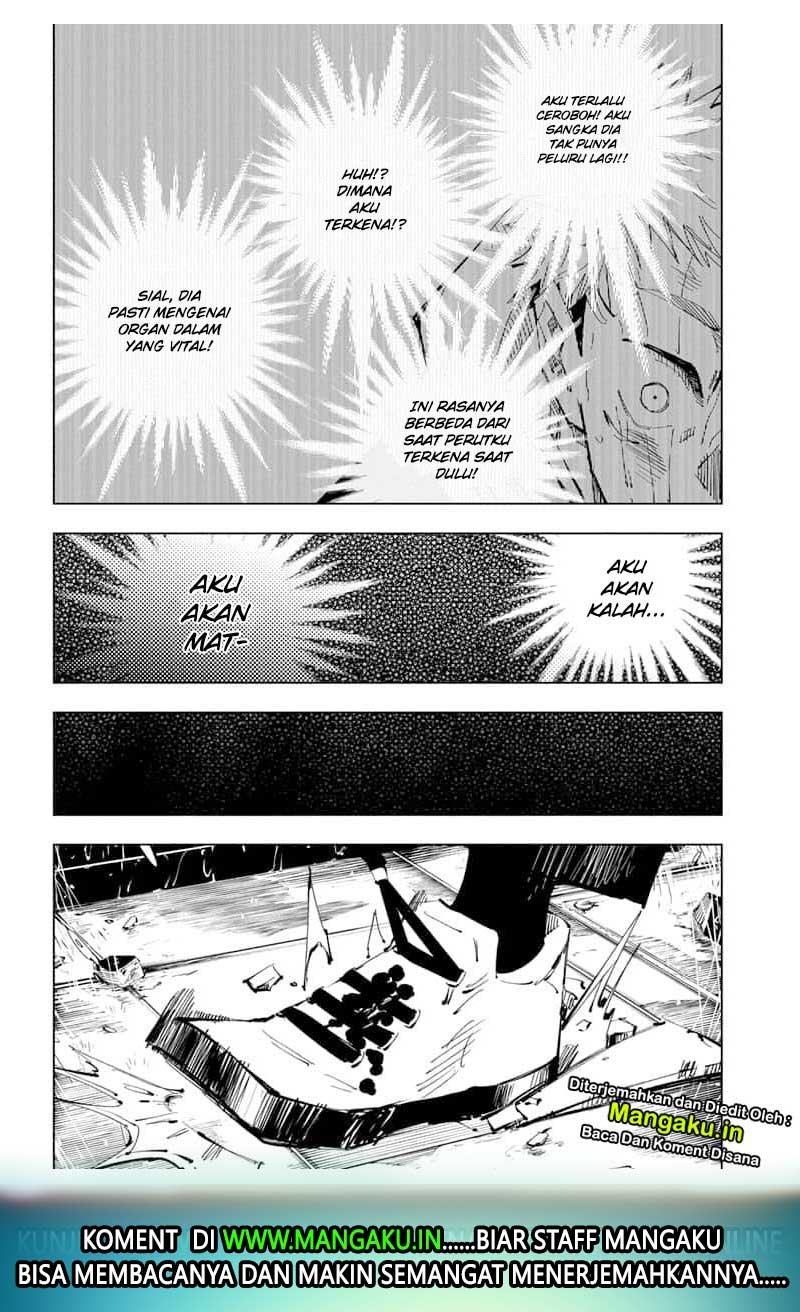 AKU TERLALU
CEROBOH! AKU
SANGKA DIA
TAK PUNYA
PELURU LAGI!!
HUH!?
DIMANA
AKU
TERKENA!?
SIAL, DIA
PASTI MENGENAI
ORGAN DALAM
YANG VITAL!
INI RASANYA
BERBEDA DARI
SAAT PERUTKU
TERKENA SAAT
DULU!
AKU
AKAN
KALAH...
AKU
AKAN
MAT-
Diterjemahkan dan Diedit Oleh :
Mangaku.in
Baca Dan Koment Disana
KOMENT DI WWW.MANGAKU.IN......BIAR STAFF MANGAKU
BISA MEMBACANYA DAN MAKIN SEMANGAT MENERJEMAHKANNYA.....